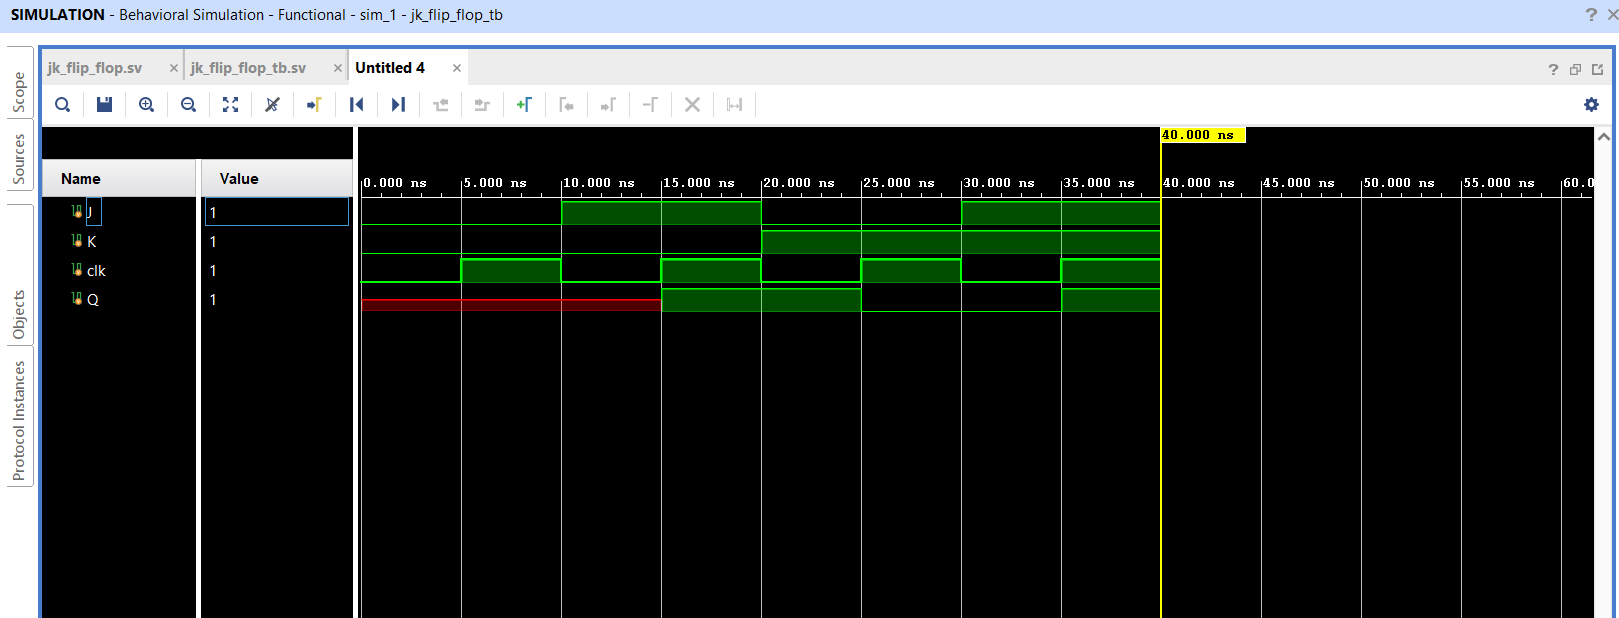 SIMULATION - Behavioral Simulation - Functional - sim_1 - jk_flip_flop_tb
Scope
Sources
Objects
Protocol Instances
jk_flip_flop.sv
jk_flip_flop_tb.sv
Untitled 4
40.000 ns
Name Value
0.000 ns 5.000 ns 10.000 ns 15.000 ns 20.000 ns 25.000 ns 30.000 ns 35.000 ns 40.000 ns 45.000 ns 50.000 ns 55.000 ns 60.0
J 1
K 1
clk 1
Q 1